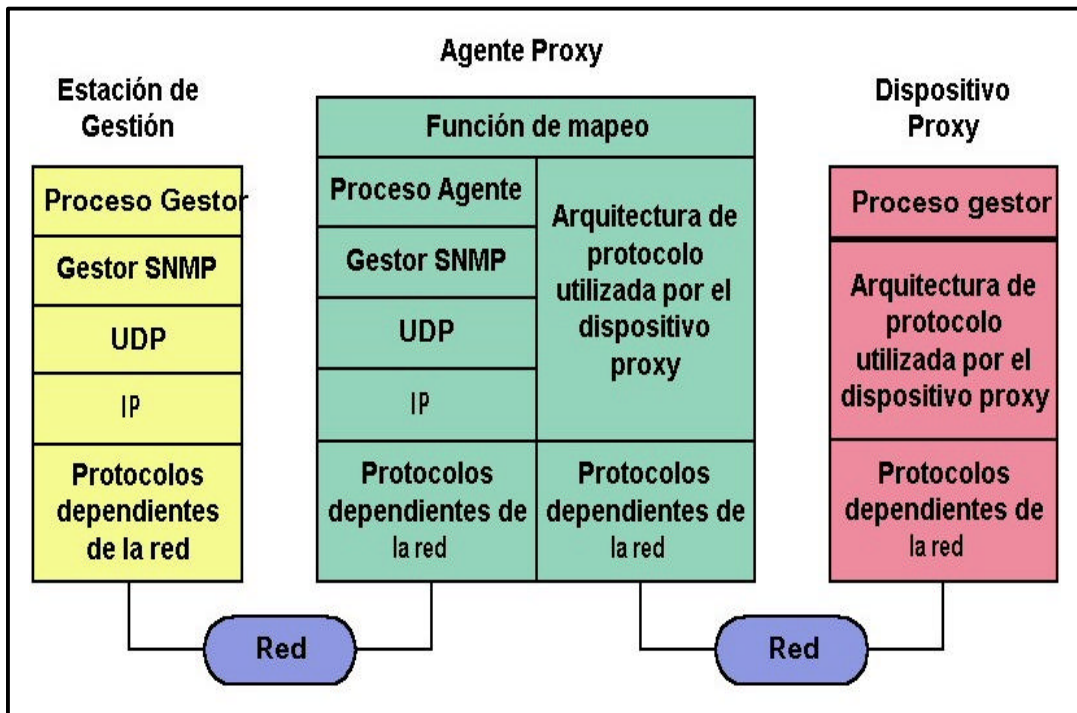 Agente Proxy
Estación de
Gestión
Proceso Gestor
Gestor SNMP
UDP
IP
Protocolos
dependientes
de la red
Función de mapeo
Proceso Agente
Gestor SNMP
UDP
IP
Protocolos
dependientes de
la red
Arquitectura de
protocolo
utilizada por el
dispositivo
proxy
Protocolos
dependientes de
la red
Dispositivo
Proxy
Proceso gestor
Arquitectura de
protocolo
utilizada por el
dispositivo proxy
Protocolos
dependientes de
la red
Red
Red